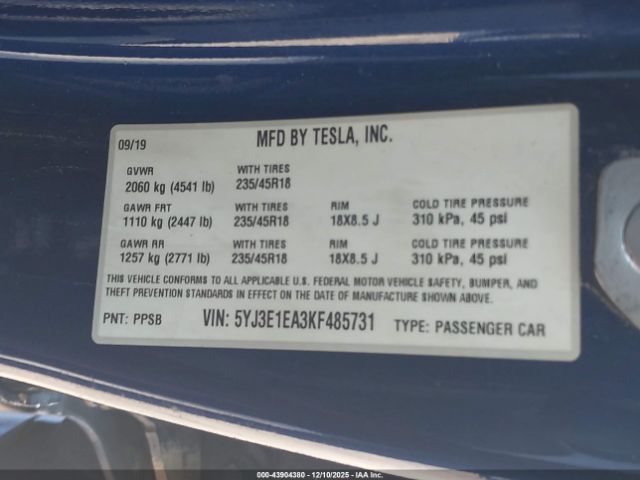 09/19 MFD BY TESLA, INC.
GVWR WITH TIRES
2060 kg (4541 lb) 235/45R18
GAWR FRT WITH TIRES RIM COLD TIRE PRESSURE
1110 kg (2447 lb) 235/45R18 18X8.5 J 310 kPa, 45 psi
GAWR RR WITH TIRES RIM COLD TIRE PRESSURE
1257 kg (2771 lb) 235/45R18 18X8.5 J 310 kPa, 45 psi
THIS VEHICLE CONFORMS TO ALL APPLICABLE U.S. FEDERAL MOTOR VEHICLE SAFETY, BUMPER, AND
THEFT PREVENTION STANDARDS IN EFFECT ON THE DATE OF MANUFACTURE SHOWN ABOVE.
PNT: PPSB VIN: 5YJ3E1EA3KF485731 TYPE: PASSENGER CAR
© IAA - 43904380 - 12/10/2025 - IAAI.COM